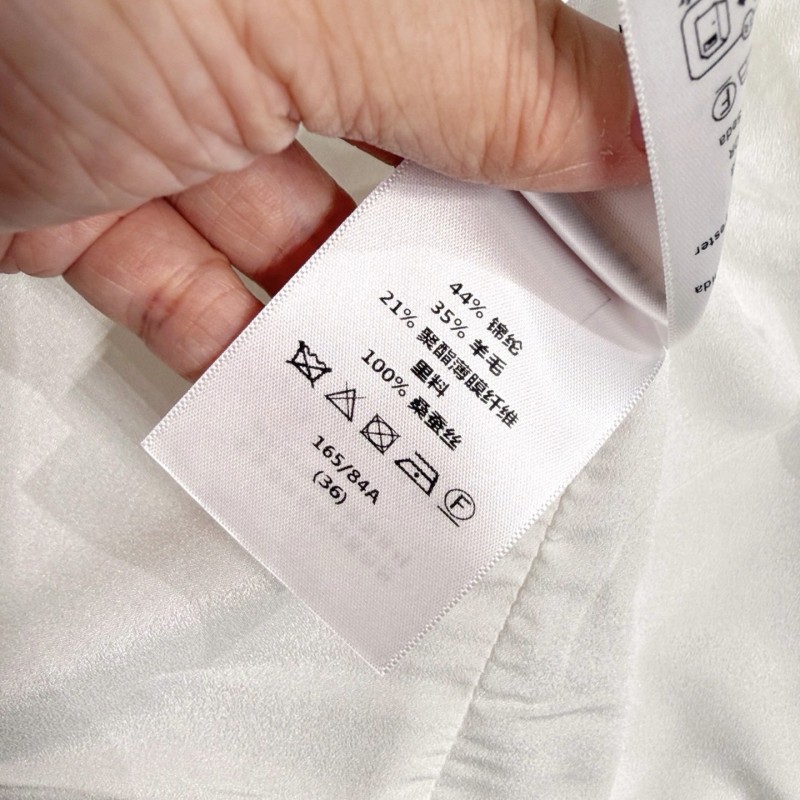 44% 锦纶
35% 羊毛
21% 聚酯薄膜纤维
里料
100% 桑蚕丝
F
165/84A
(36)
F